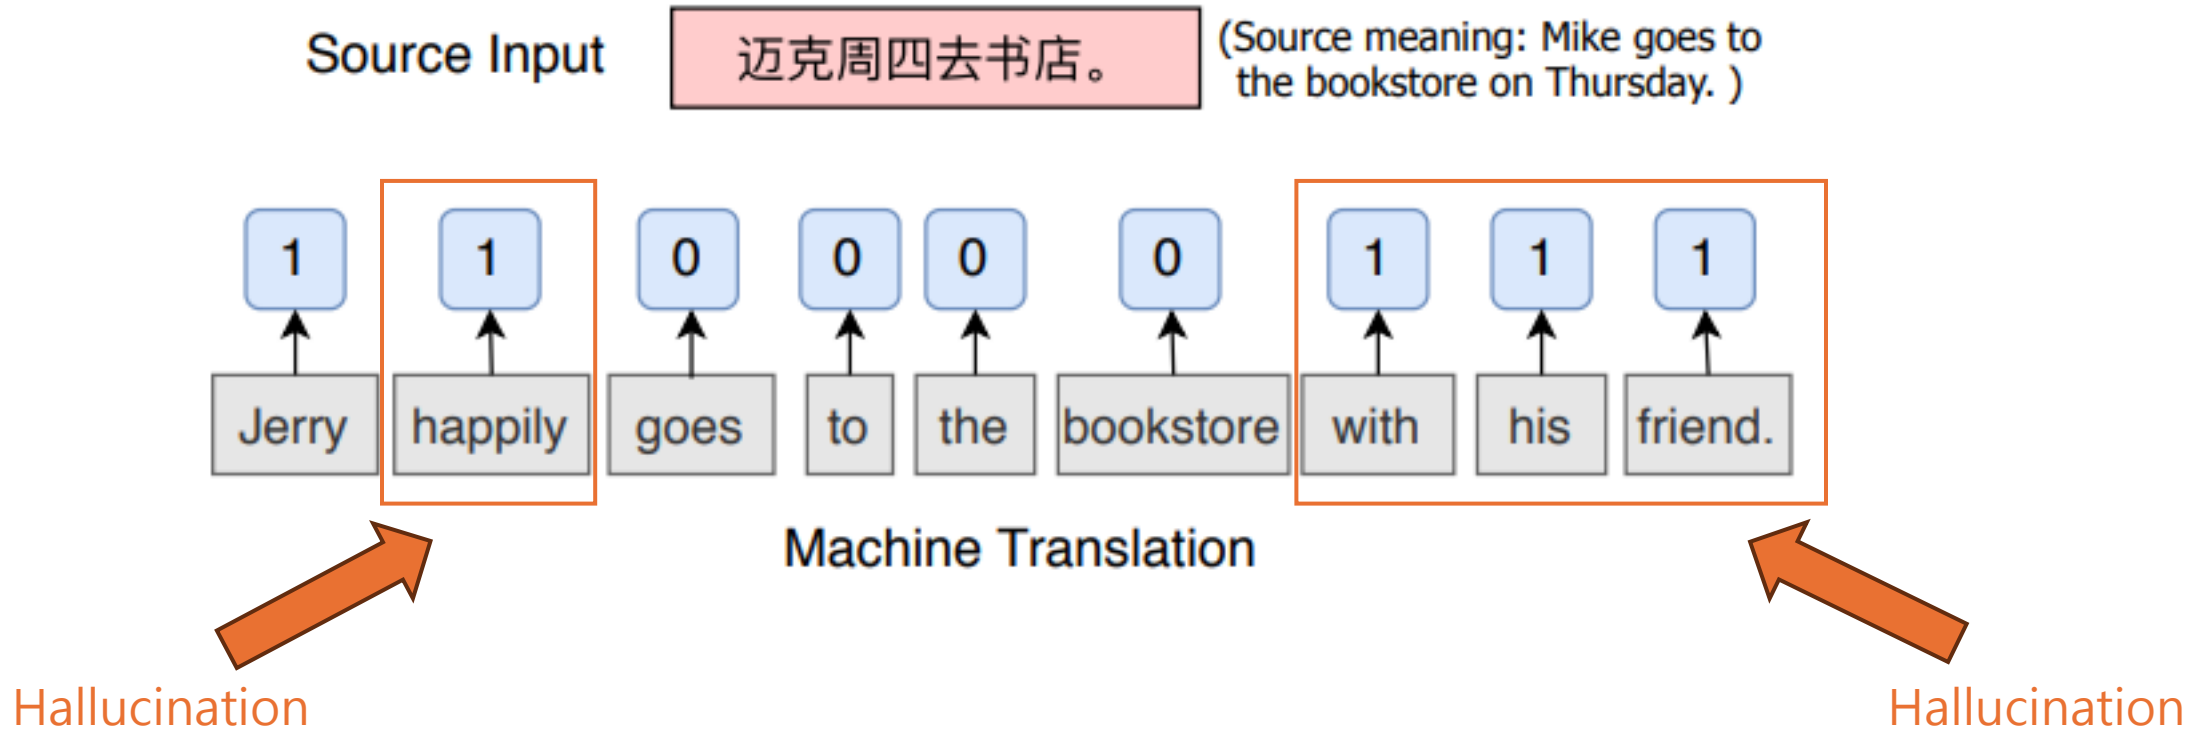 Source Input
迈克周四去书店。
(Source meaning: Mike goes to
the bookstore on Thursday. )
1 1 0 0 0 0 1 1 1
Jerry happily goes to the bookstore with his friend.
Machine Translation
Hallucination
Hallucination